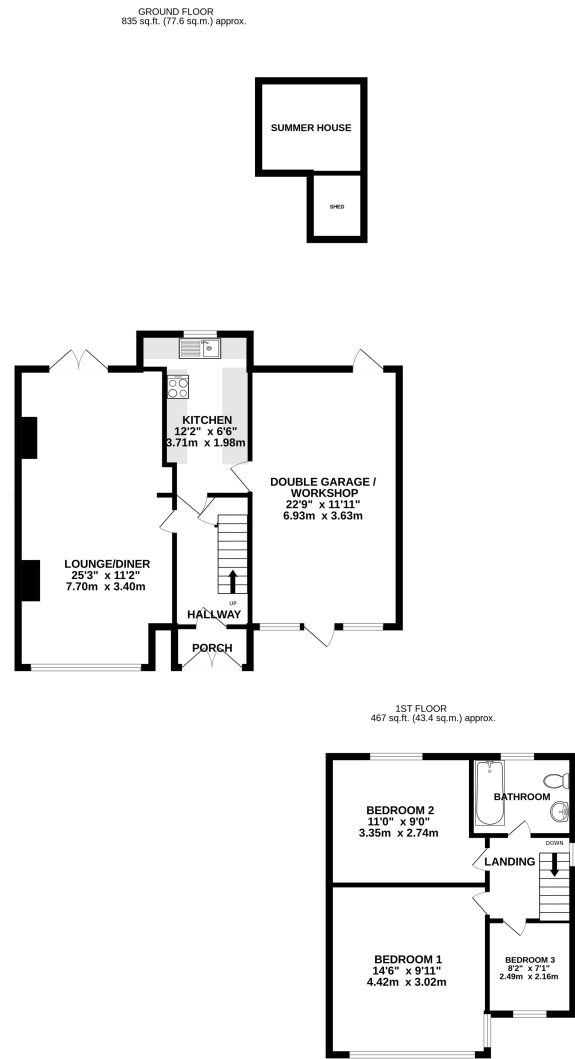 GROUND FLOOR
835 sq.ft. (77.6 sq.m.) approx.
SUMMER HOUSE
SHED
KITCHEN
12'2" x 6'6"
3.71m x 1.98m
DOUBLE GARAGE /
WORKSHOP
22'9" x 11'11"
6.93m x 3.63m
LOUNGE/DINER
25'3" x 11'2"
7.70m x 3.40m
UP
HALLWAY
PORCH
1ST FLOOR
467 sq.ft. (43.4 sq.m.) approx.
BATHROOM
BEDROOM 2
11'0" x 9'0"
3.35m x 2.74m
DOWN
LANDING
BEDROOM 1
14'6" x 9'11"
4.42m x 3.02m
BEDROOM 3
8'2" x 7'1"
2.49m x 2.16m